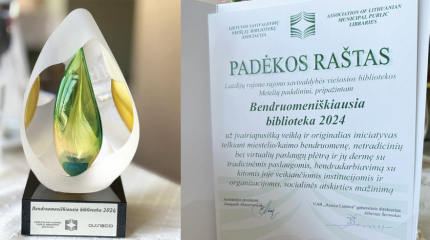 Bendruomeniškiausia biblioteka 2024
LIETUVOS SAVIVALDYBIŲ
VIEŠŲJŲ BIBLIOTEKŲ
ASOCIACIJA
ASSOCIATION OF LITHUANIAN
MUNICIPAL PUBLIC
LIBRARIES
PADĖKOS RAŠTAS
Lazdijų rajono savivaldybės viešosios bibliotekos
Metelių padaliniui, pripažintam
Bendruomeniškiausia
biblioteka 2024
už įvairiapusišką veiklą ir originalias iniciatyvas
telkiant miestelio/kaimo bendruomenę, netradicinių
bei virtualių paslaugų plėtrą ir jų dermę su
tradicinėmis paslaugomis, bendradarbiavimą su
kitomis joje veikiančiomis institucijomis ir
organizacijomis, socialinės atskirties mažinimą